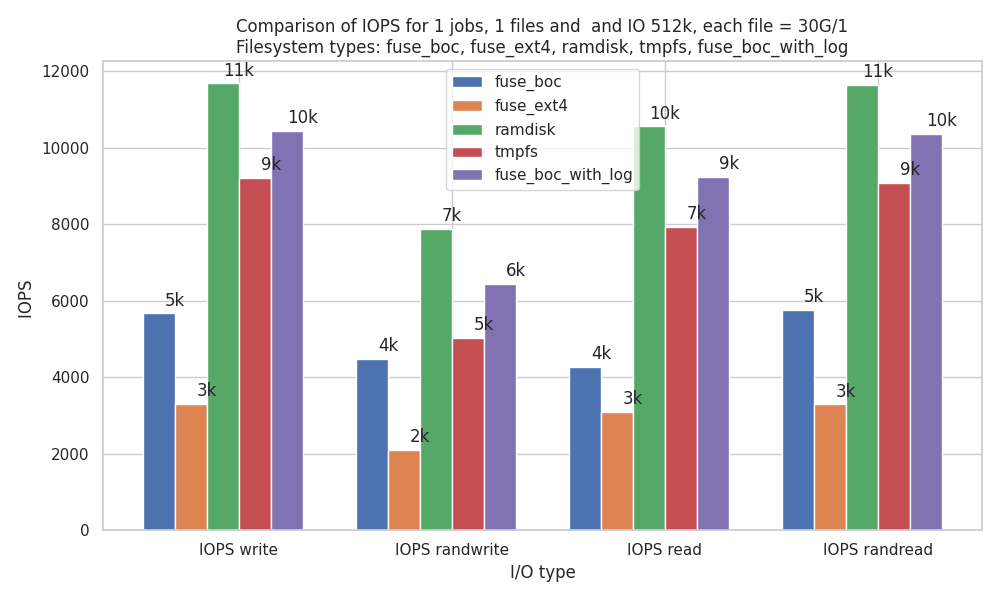 Comparison of IOPS for 1 jobs, 1 files and  and IO 512k, each file = 30G/1
Filesystem types: fuse_boc, fuse_ext4, ramdisk, tmpfs, fuse_boc_with_log
12000
10000
8000
6000
4000
2000
0
IOPS
fuse_boc
fuse_ext4
ramdisk
tmpfs
fuse_boc_with_log
5k
3k
11k
9k
10k
4k
2k
7k
5k
6k
4k
3k
10k
7k
9k
5k
3k
11k
9k
10k
IOPS write
IOPS randwrite
IOPS read
IOPS randread
I/O type